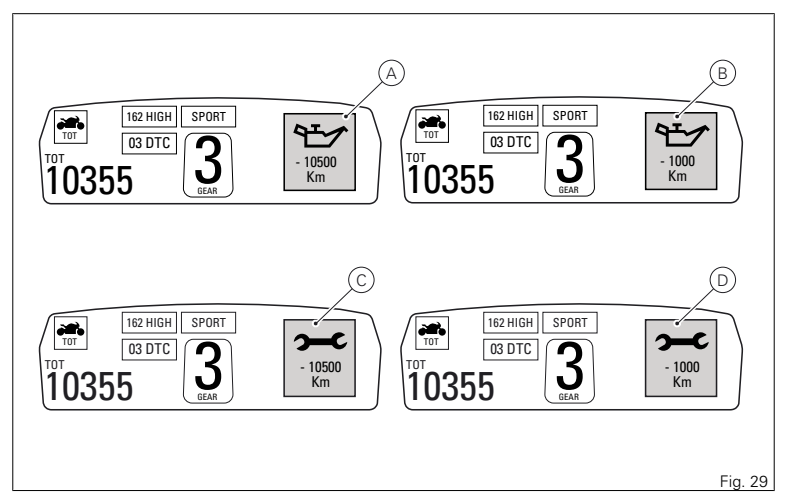 A
162 HIGH SPORT
TOT
03 DTC
TOT
10355
3
GEAR
- 10500
Km
B
162 HIGH SPORT
TOT
03 DTC
TOT
10355
3
GEAR
- 1000
Km
C
162 HIGH SPORT
TOT
03 DTC
TOT
10355
3
GEAR
- 10500
Km
D
162 HIGH SPORT
TOT
03 DTC
TOT
10355
3
GEAR
- 1000
Km
Fig. 29